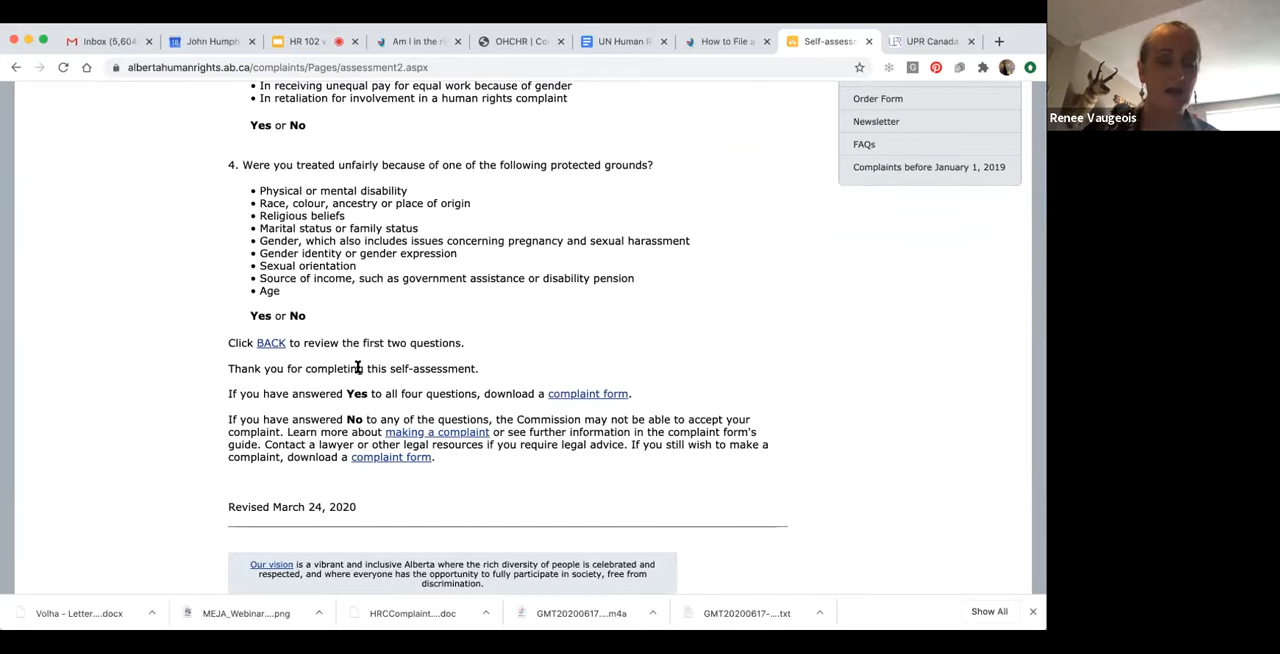 Inbox (5,604
John Humph
HR 102 v
Am I in the ri
OHCHR | Co
UN Human R
How to File a
Self-assess
UPR Canada
albertahumanrights.ab.ca/complaints/Pages/assessment2.aspx
• In receiving unequal pay for equal work because of gender
• In retaliation for involvement in a human rights complaint
Yes or No
4. Were you treated unfairly because of one of the following protected grounds?
• Physical or mental disability
• Race, colour, ancestry or place of origin
• Religious beliefs
• Marital status or family status
• Gender, which also includes issues concerning pregnancy and sexual harassment
• Gender identity or gender expression
• Sexual orientation
• Source of income, such as government assistance or disability pension
• Age
Yes or No
Click BACK to review the first two questions.
Thank you for completing this self-assessment.
If you have answered Yes to all four questions, download a complaint form.
If you have answered No to any of the questions, the Commission may not be able to accept your
complaint. Learn more about making a complaint or see further information in the complaint form's
guide. Contact a lawyer or other legal resources if you require legal advice. If you still wish to make a
complaint, download a complaint form.
Revised March 24, 2020
Our vision is a vibrant and inclusive Alberta where the rich diversity of people is celebrated and
respected, and where everyone has the opportunity to fully participate in society, free from
discrimination.
Order Form
Newsletter
FAQs
Complaints before January 1, 2019
Renee Vaugeois
Volha - Letter....docx
MEJA_Webinar....png
HRCComplaint....doc
GMT20200617....m4a
GMT20200617-....txt
Show All